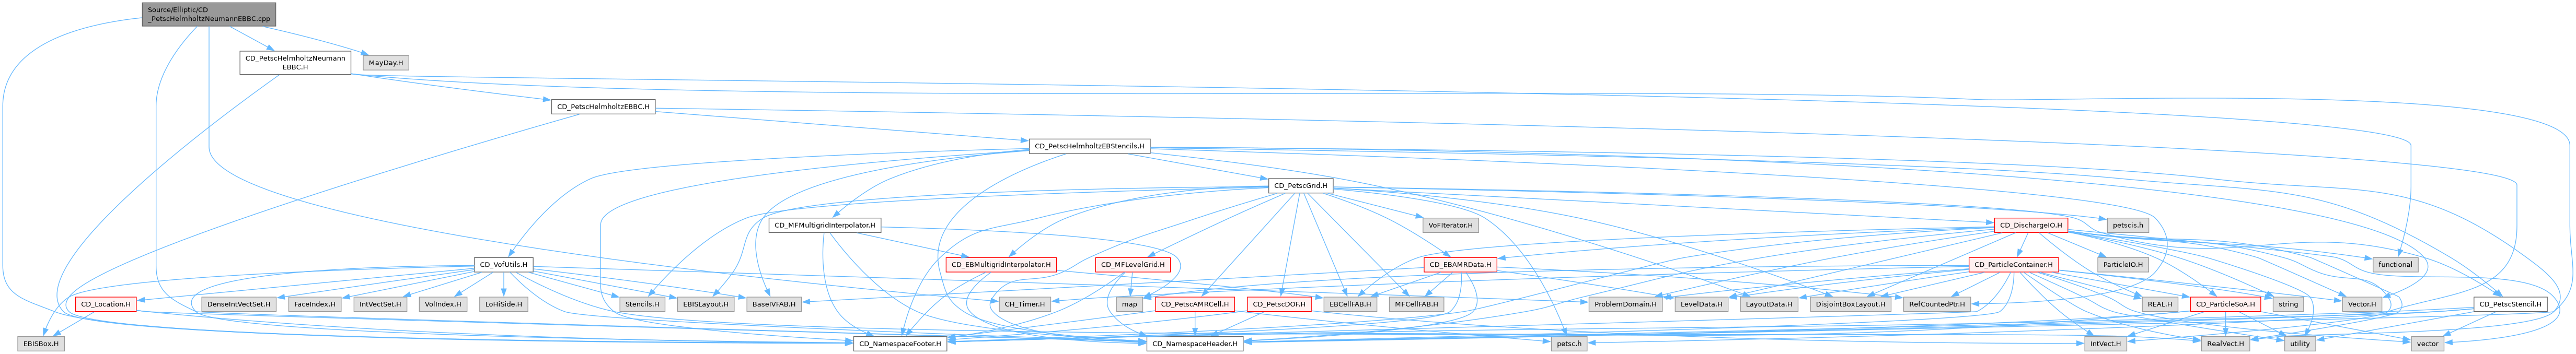 Source/Elliptic/CD
_PetscHelmholtzNeumannEBBC.cpp
CD_PetscHelmholtzNeumann
EBBC.H
MayDay.H
CD_PetscHelmholtzEBBC.H
CD_PetscHelmholtzEBStencils.H
CD_PetscGrid.H
CD_MFMultigridInterpolator.H
VoFIterator.H
CD_DischargeIO.H
petscis.h
CD_VofUtils.H
CD_EBMultigridInterpolator.H
CD_MFLevelGrid.H
CD_EBAMRData.H
CD_ParticleContainer.H
ParticleIO.H
functional
CD_Location.H
DenseIntVectSet.H
FaceIndex.H
IntVectSet.H
VolIndex.H
LoHiSide.H
Stencils.H
EBISLayout.H
BaseIVFAB.H
CH_Timer.H
map
CD_PetscAMRCell.H
CD_PetscDOF.H
EBCellFAB.H
MFCellFAB.H
ProblemDomain.H
LevelData.H
LayoutData.H
DisjointBoxLayout.H
RefCountedPtr.H
REAL.H
CD_ParticleSoA.H
string
Vector.H
CD_PetscStencil.H
EBISBox.H
CD_NamespaceFooter.H
CD_NamespaceHeader.H
petsc.h
IntVect.H
RealVect.H
utility
vector